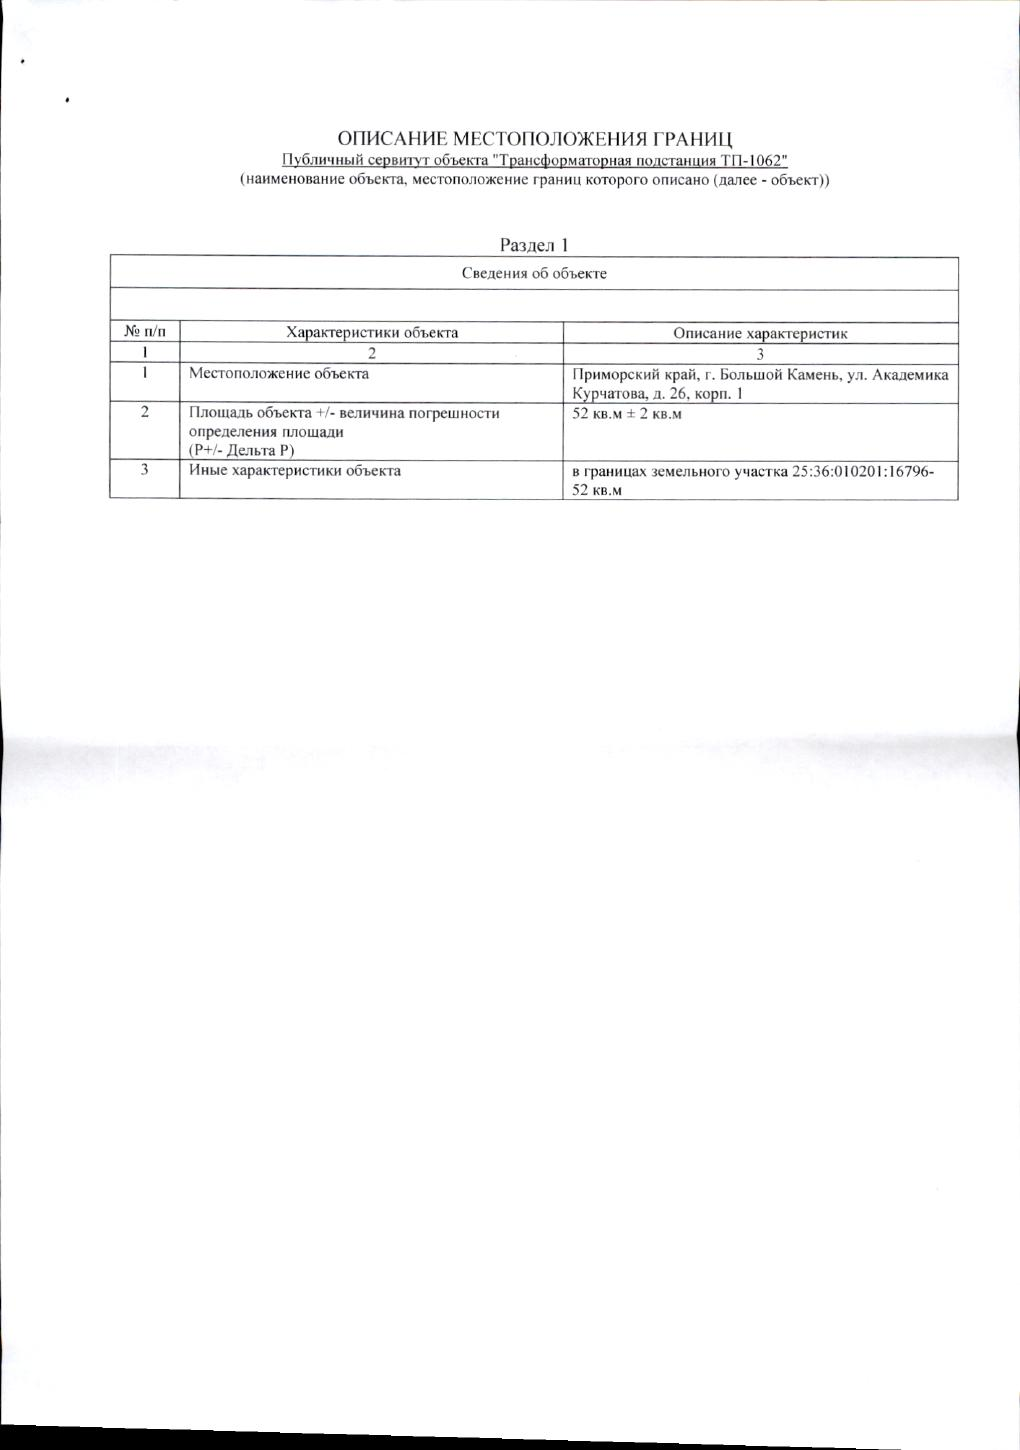 ОПИСАНИЕ МЕСТОПОЛОЖЕНИЯ ГРАНИЦ
Публичный сервитут объекта "Трансформаторная подстанция ТП-1062"
(наименование объекта, местоположение границ которого описано (далее - объект))
Раздел 1
Сведения об объекте
№ п/п Характеристики объекта Описание характеристик
1 2 3
1 Местоположение объекта Приморский край, г. Большой Камень, ул. Академика
Курчатова, д. 26, корп. 1
2 Площадь объекта +/- величина погрешности 52 кв.м ± 2 кв.м
определения площади
(P+/- Дельта P)
3 Иные характеристики объекта в границах земельного участка 25:36:010201:16796-
52 кв.м